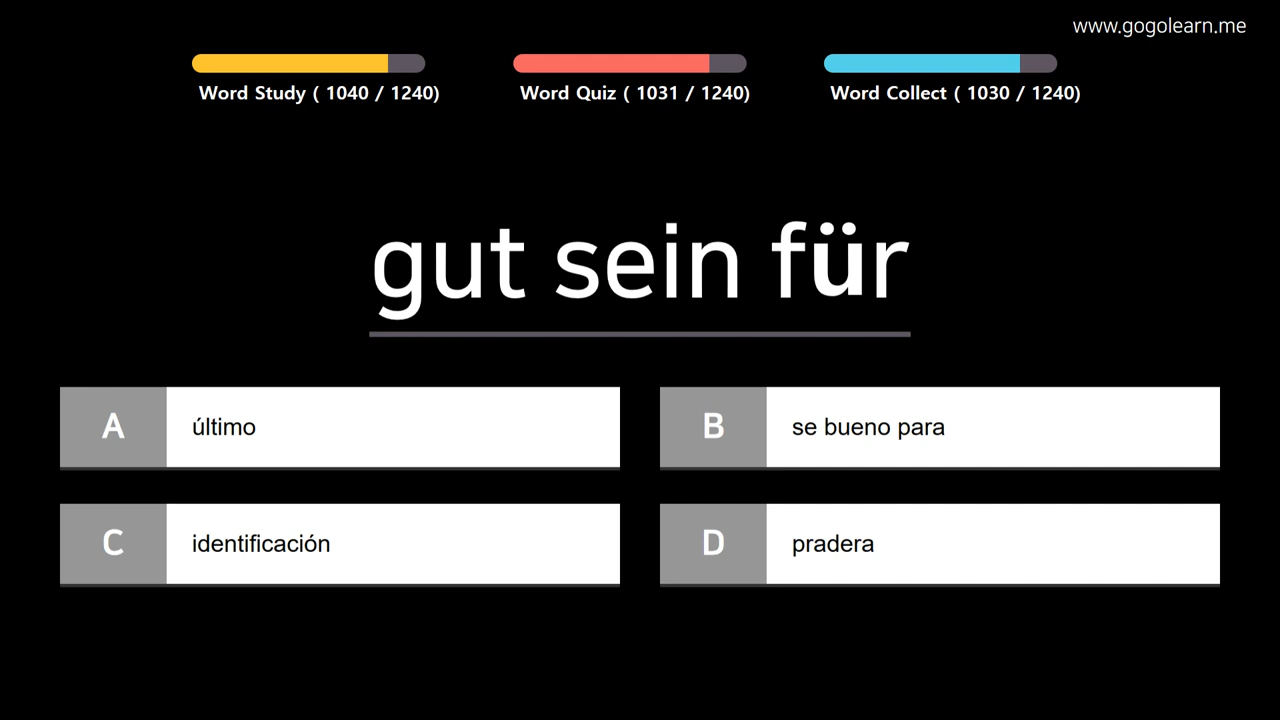 www.gogolearn.me
Word Study ( 1040 / 1240)
Word Quiz ( 1031 / 1240)
Word Collect ( 1030 / 1240)
gut sein für
A
último
B
se bueno para
C
identificación
D
pradera